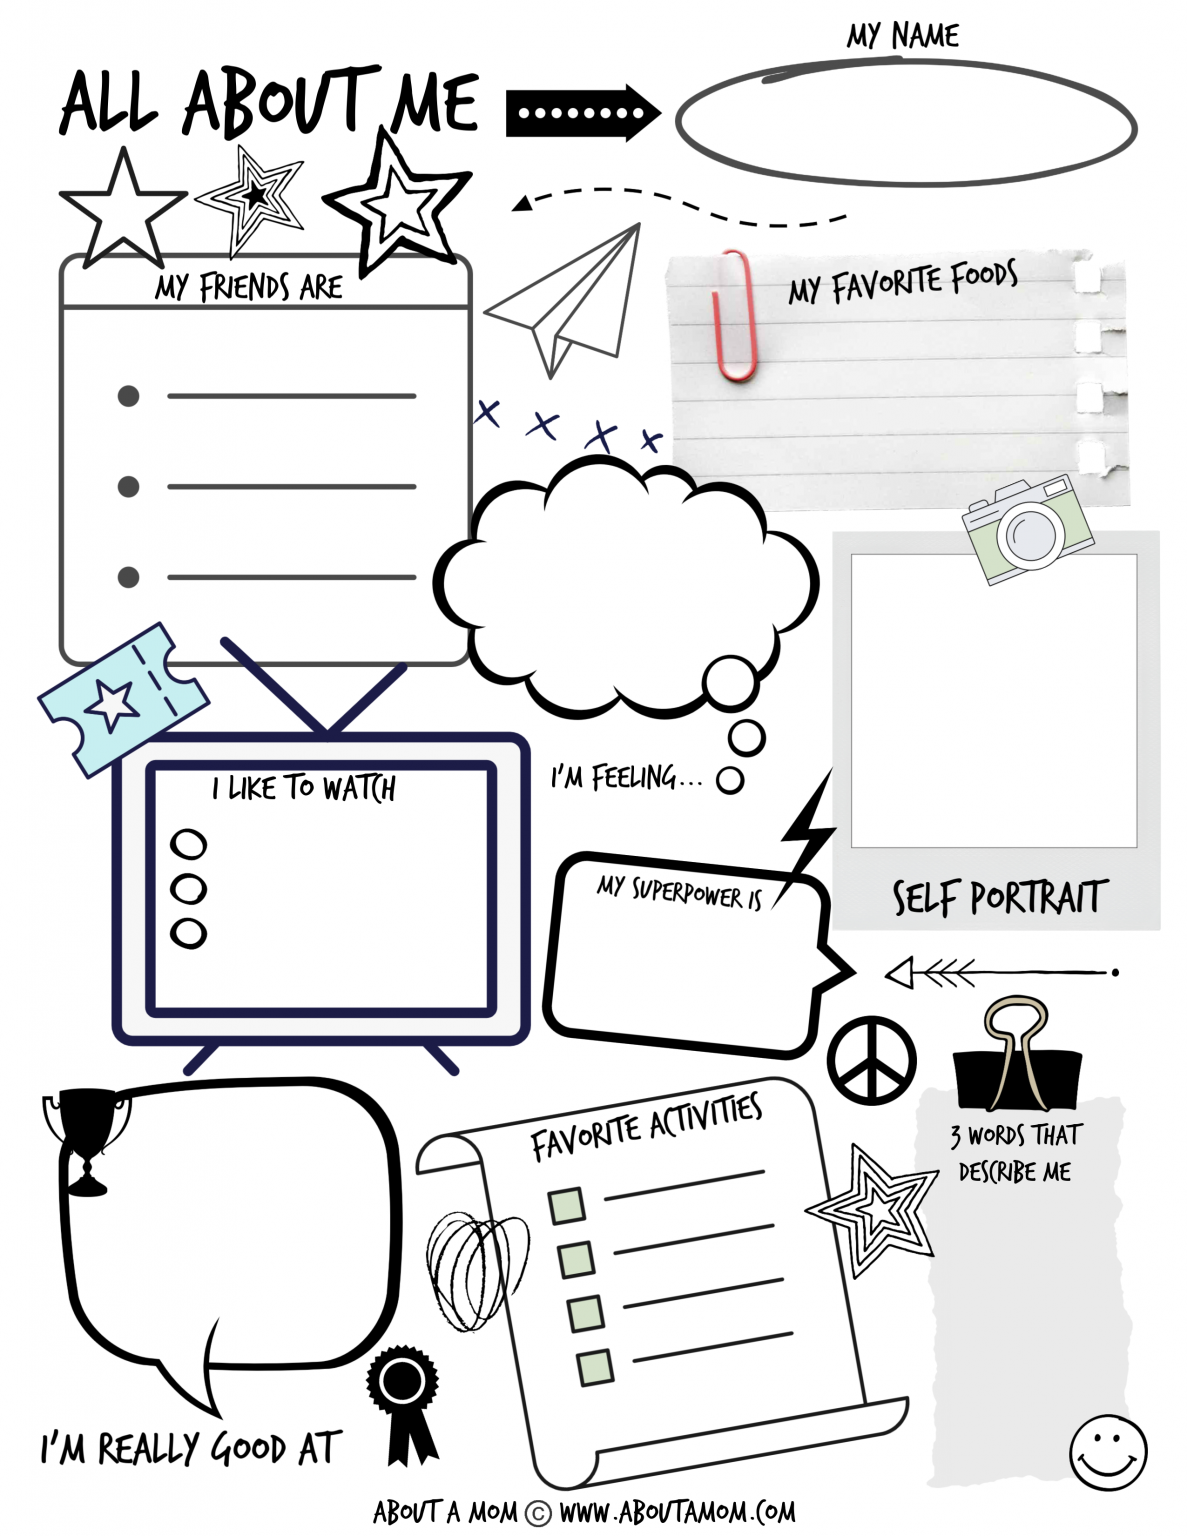 MY NAME
ALL ABOUT ME
MY FRIENDS ARE
MY FAVORITE FOODS
I'M FEELING...
I LIKE TO WATCH
MY SUPERPOWER IS
SELF PORTRAIT
FAVORITE ACTIVITIES
3 WORDS THAT
DESCRIBE ME
I'M REALLY GOOD AT
ABOUT A MOM © WWW.ABOUTAMOM.COM